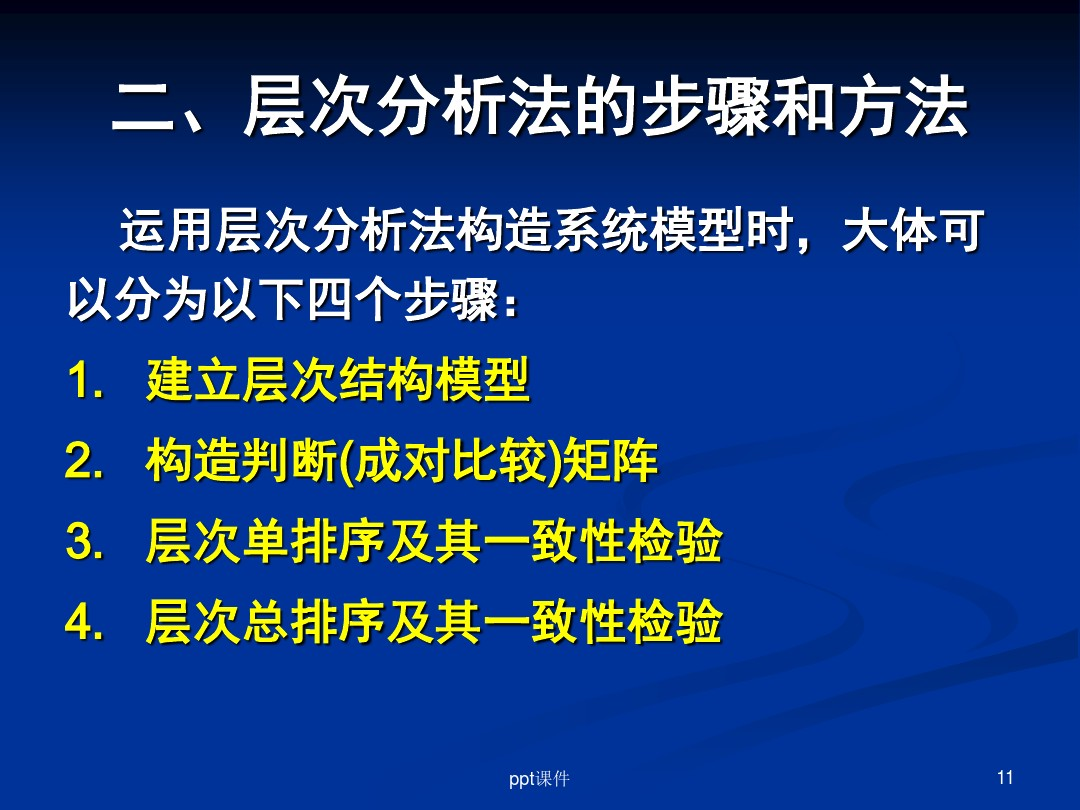 二、层次分析法的步骤和方法
运用层次分析法构造系统模型时，大体可
以分为以下四个步骤：
1. 建立层次结构模型
2. 构造判断(成对比较)矩阵
3. 层次单排序及其一致性检验
4. 层次总排序及其一致性检验
ppt课件
11